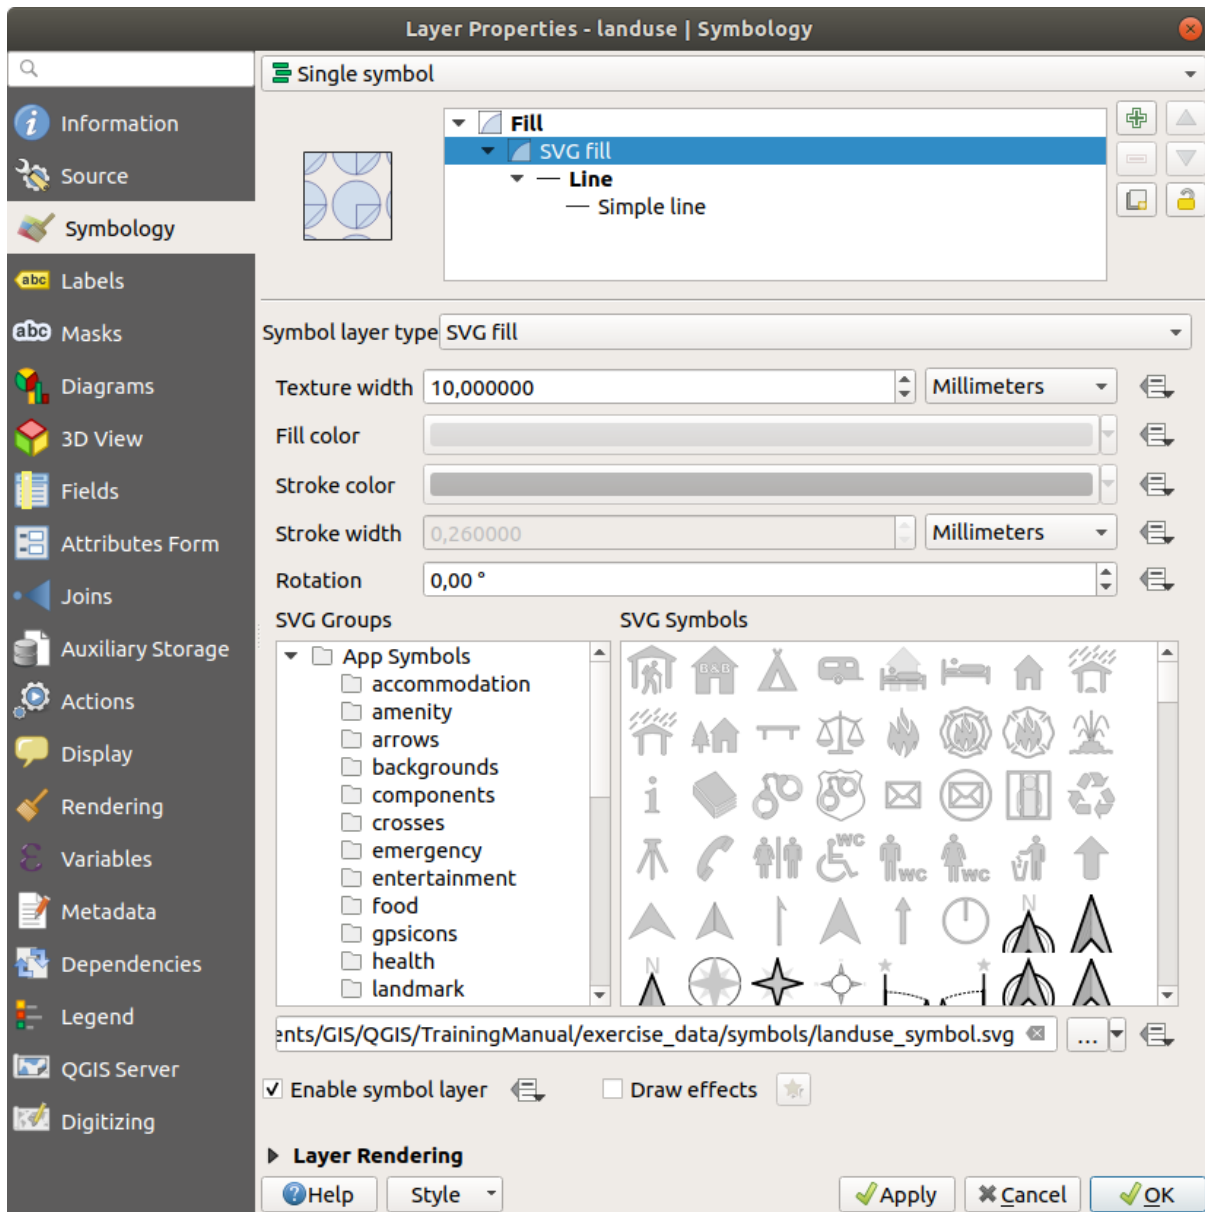 Layer Properties - landuse | Symbology
Single symbol
Information
Source
Symbology
Labels
Masks
Diagrams
3D View
Fields
Attributes Form
Joins
Auxiliary Storage
Actions
Display
Rendering
Variables
Metadata
Dependencies
Legend
QGIS Server
Digitizing
abc
abc
Fill
SVG fill
Line
Simple line
Symbol layer type SVG fill
Texture width 10,000000 Millimeters
Fill color
Stroke color
Stroke width 0,260000 Millimeters
Rotation 0,00 °
SVG Groups
App Symbols
accommodation
amenity
arrows
backgrounds
components
crosses
emergency
entertainment
food
gpsicons
health
landmark
SVG Symbols
B&B
i
WC
WC
WC
N
N
ents/GIS/QGIS/TrainingManual/exercise_data/symbols/landuse_symbol.svg ...
Enable symbol layer Draw effects
Layer Rendering
Help Style Apply Cancel OK